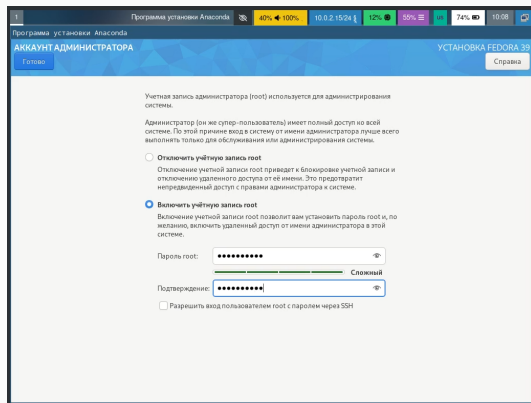 1 Программа установки Anaconda 40% 100% 10.0.2.15/24 12% 55% us 74% 10:08
Программа установки Anaconda
АККАУНТ АДМИНИСТРАТОРА УСТАНОВКА FEDORA 39
Готово Справка
Учетная запись администратора (root) используется для администрирования
системы.
Администратор (он же супер-пользователь) имеет полный доступ ко всей
системе. По этой причине вход в систему от имени администратора лучше всего
выполнять только для обслуживания или администрирования системы.
Отключить учётную запись root
Отключение учетной записи root приведет к блокировке учетной записи и
отключению удаленного доступа от её имени. Это предотвратит
непредвиденный доступ с правами администратора к системе.
Включить учётную запись root
Включение учетной записи root позволит вам установить пароль root и, по
желанию, включить удаленный доступ от имени администратора в этой
системе.
Пароль root: ●●●●●●●●●●
Сложный
Подтверждение: ●●●●●●●●●●
Разрешить вход пользователем root с паролем через SSH